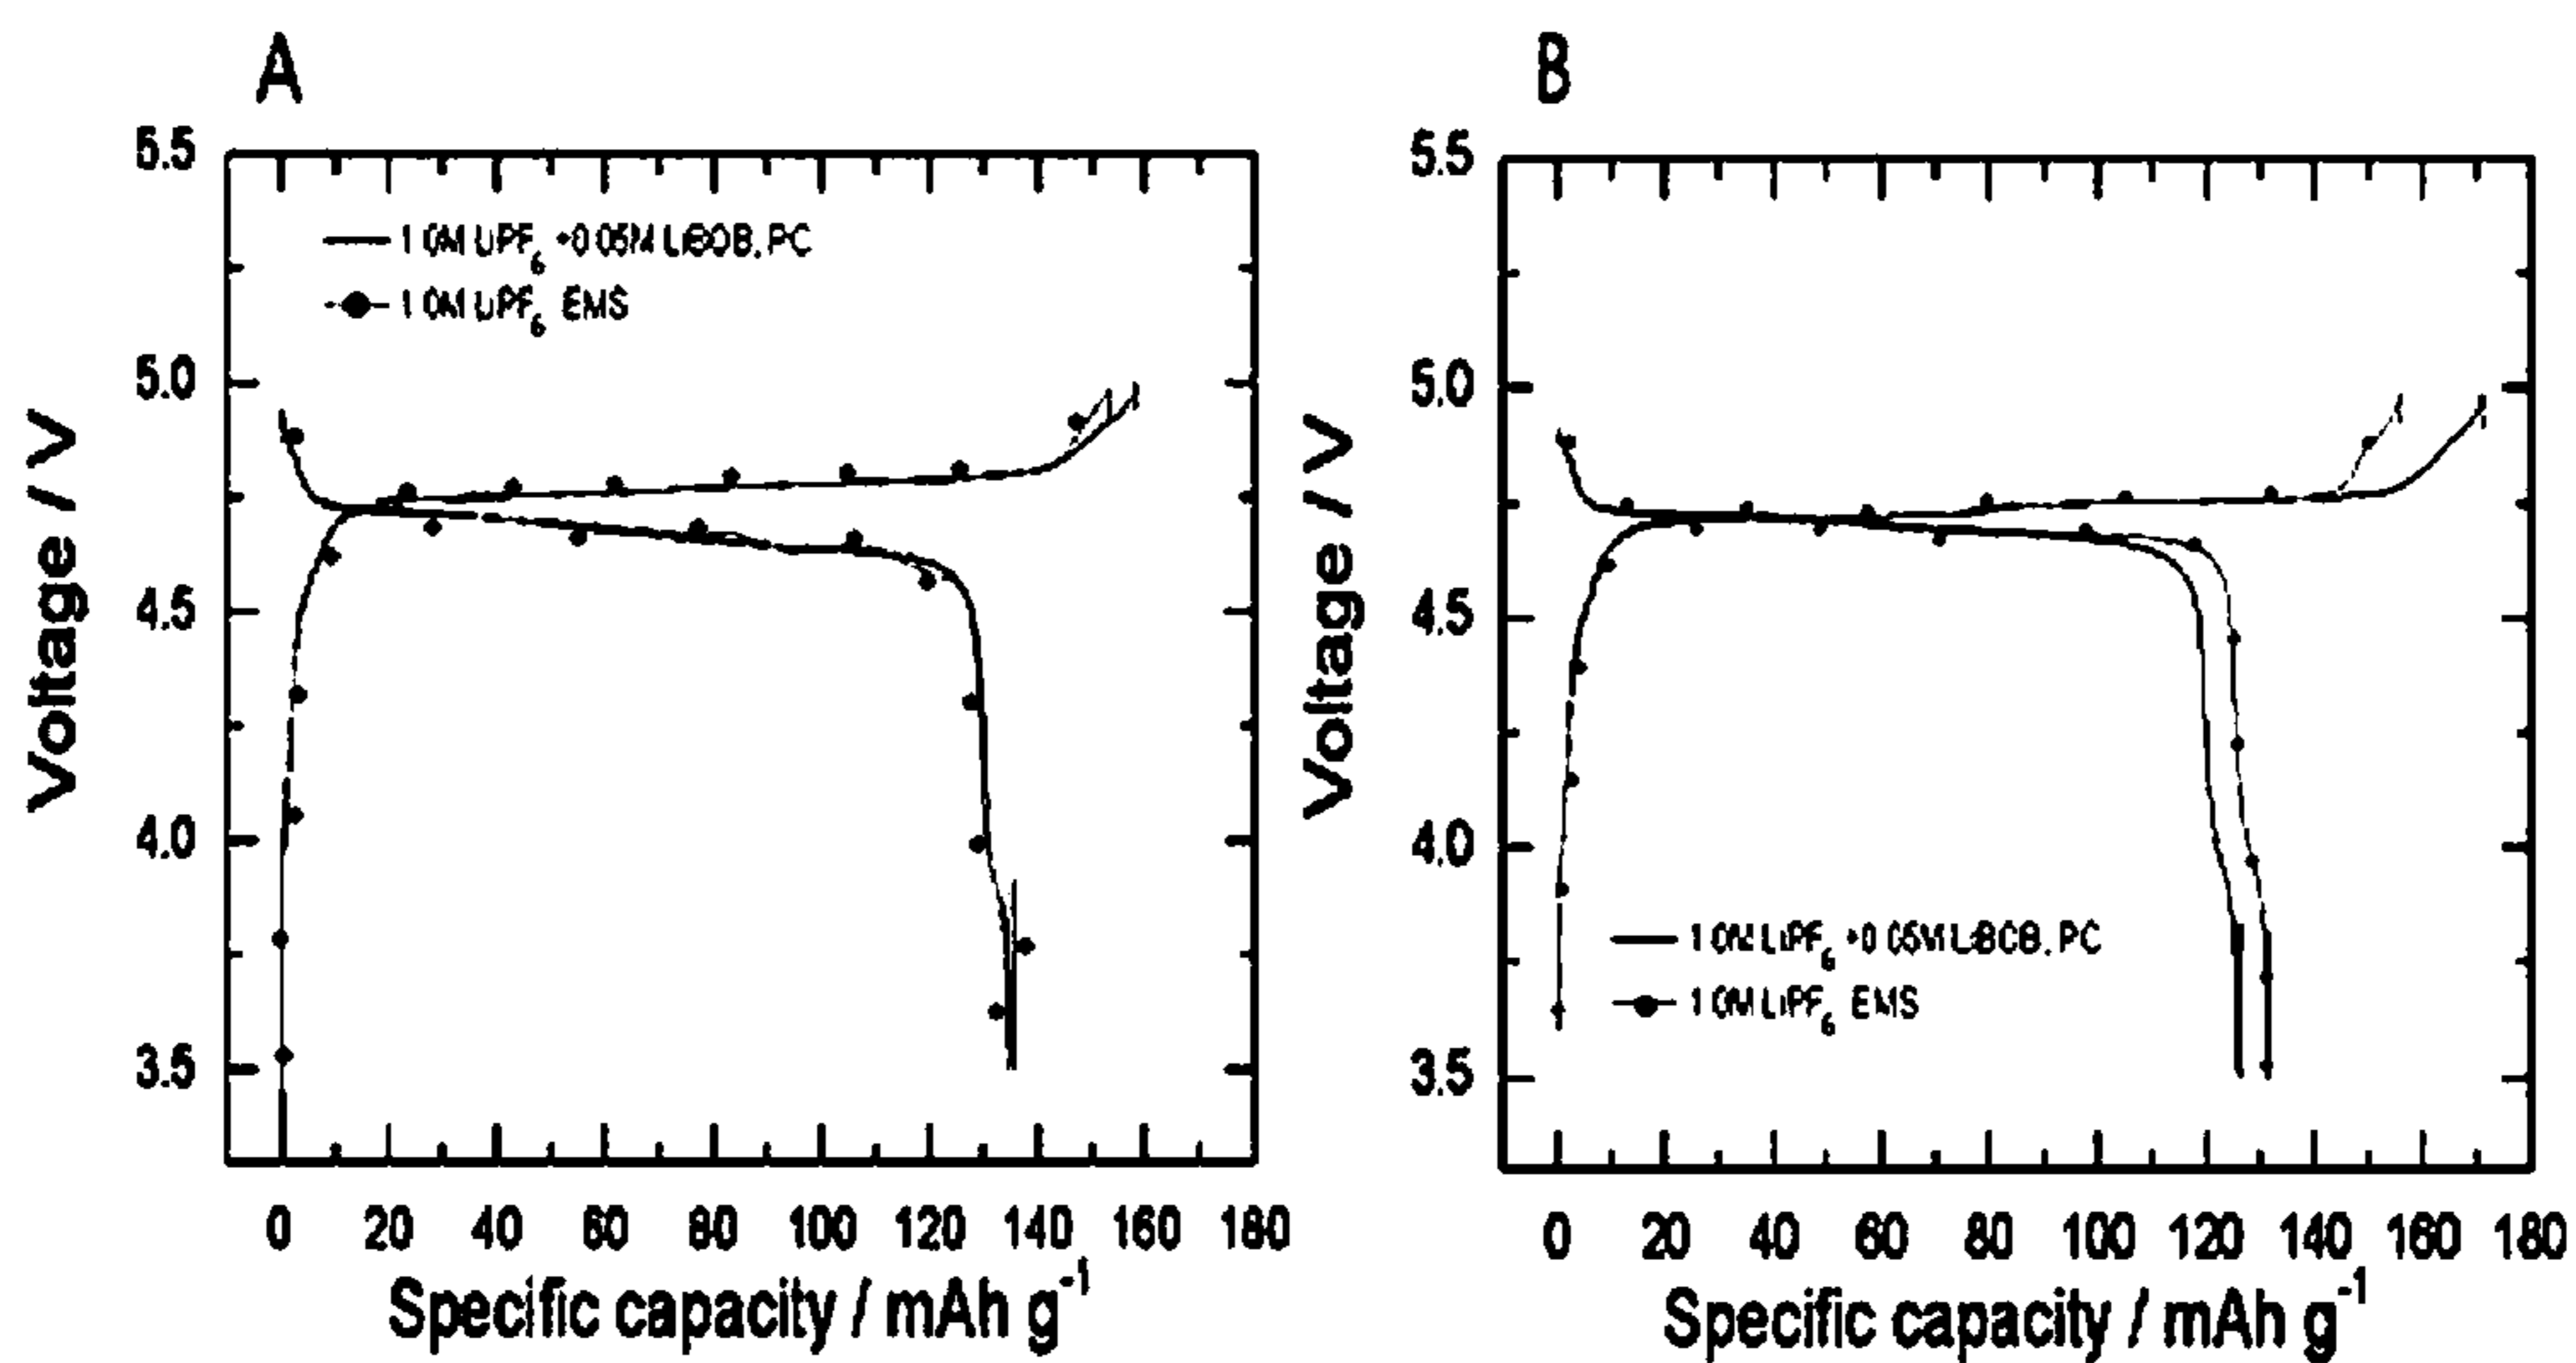 A
5.5
5.0
4.5
4.0
3.5
Voltage / V
1.0M LiPF6 +0.05M LiBOB, PC
1.0M LiPF6 EMS
0 20 40 60 80 100 120 140 160 180
Specific capacity / mAh g-1
B
5.5
5.0
4.5
4.0
3.5
Voltage / V
1.0M LiPF6 +0.05M LiBOB, PC
1.0M LiPF6 EMS
0 20 40 60 80 100 120 140 160 180
Specific capacity / mAh g-1